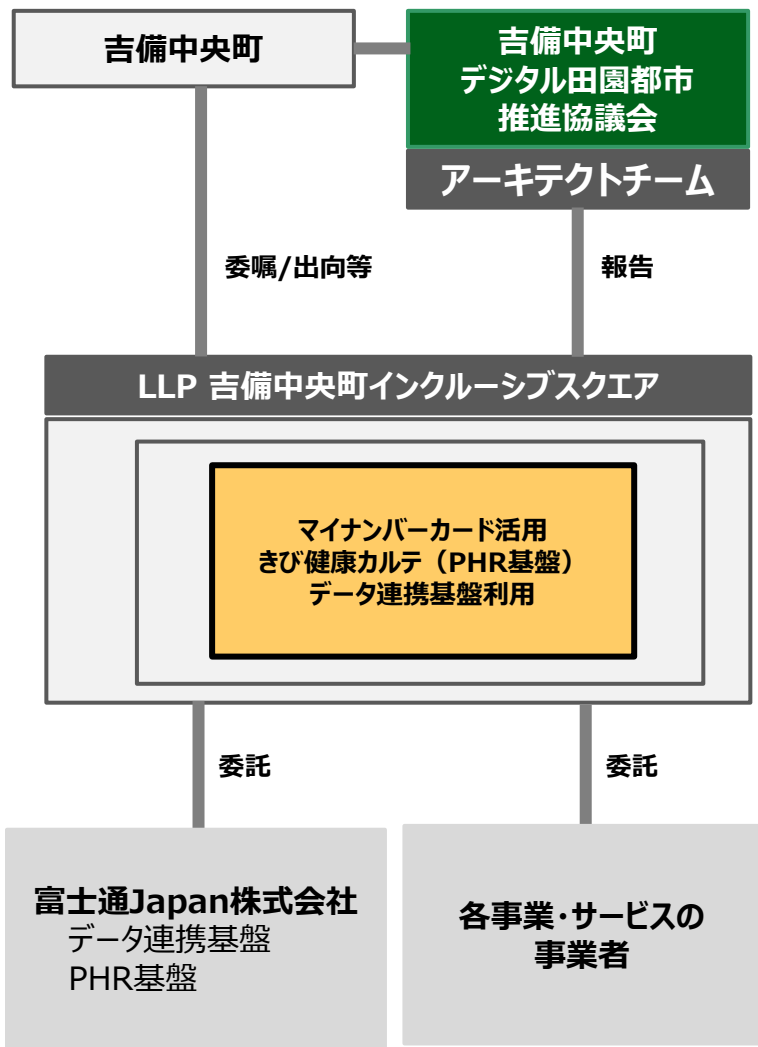 吉備中央町
吉備中央町
デジタル田園都市
推進協議会
アーキテクトチーム
委嘱/出向等
報告
LLP 吉備中央町インクルーシブスクエア
マイナンバーカード活用
きび健康カルテ（PHR基盤）
データ連携基盤利用
委託
委託
富士通Japan株式会社
データ連携基盤
PHR基盤
各事業・サービスの
事業者